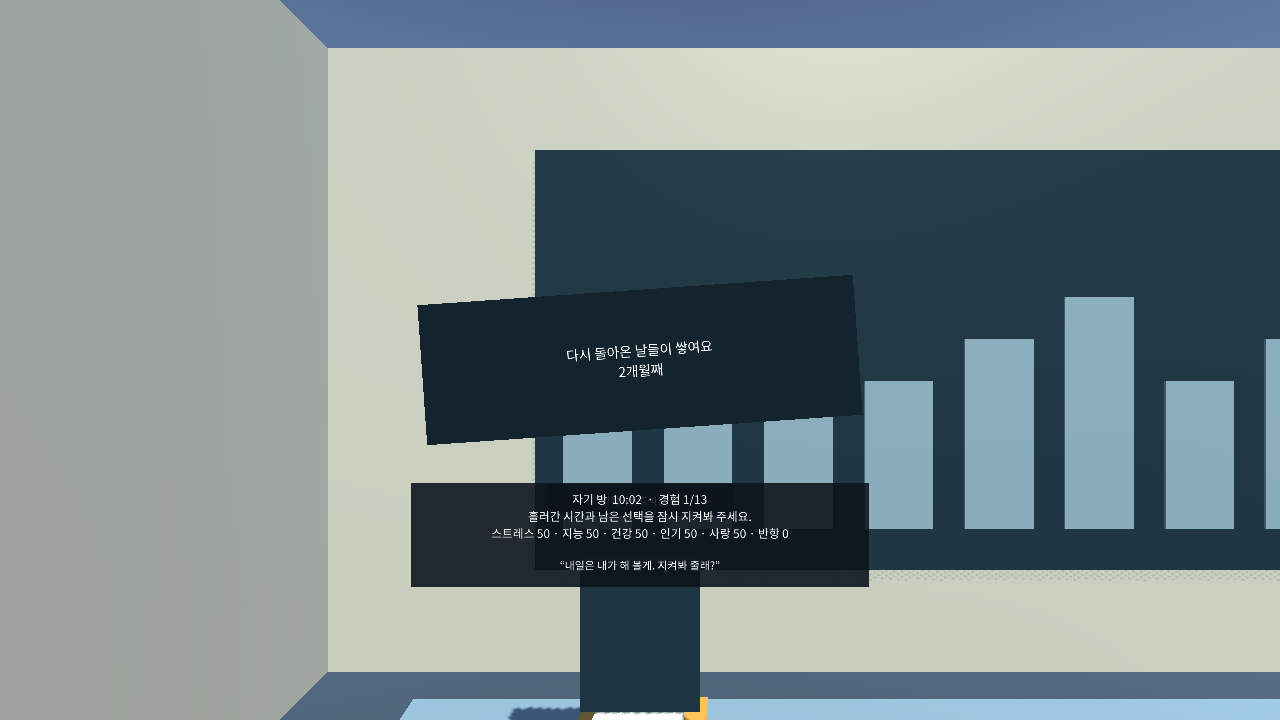 다시 돌아온 날들이 쌓여요
2개월째
자기 방 10:02 · 경험 1/13
흘러간 시간과 남은 선택을 잠시 지켜봐 주세요.
스트레스 50 · 지능 50 · 건강 50 · 인기 50 · 사랑 50 · 반항 0
“내일은 내가 해 볼게. 지켜봐 줄래?”